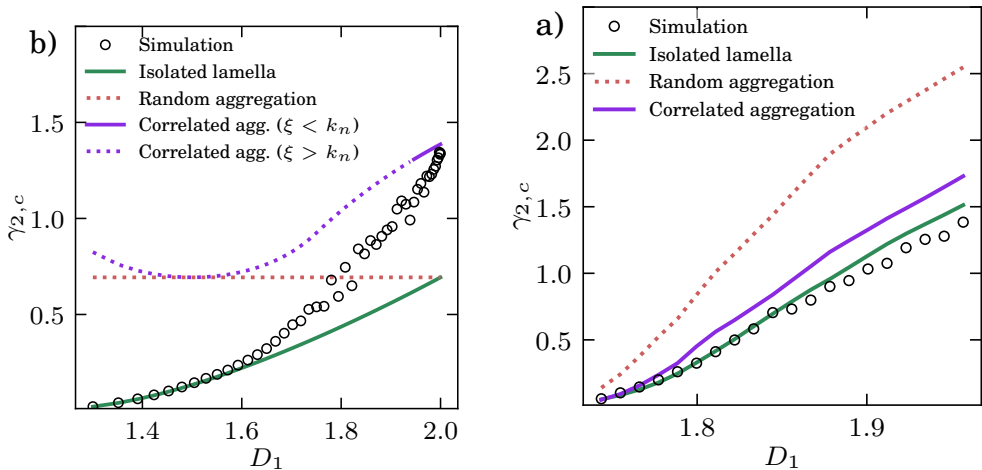 b)
Simulation
Isolated lamella
Random aggregation
Correlated agg. (ξ < kₙ)
Correlated agg. (ξ > kₙ)
γ₂,c
1.5
1.0
0.5
1.4
1.6
1.8
2.0
D₁
a)
Simulation
Isolated lamella
Random aggregation
Correlated aggregation
γ₂,c
2.5
2.0
1.5
1.0
0.5
1.8
1.9
D₁